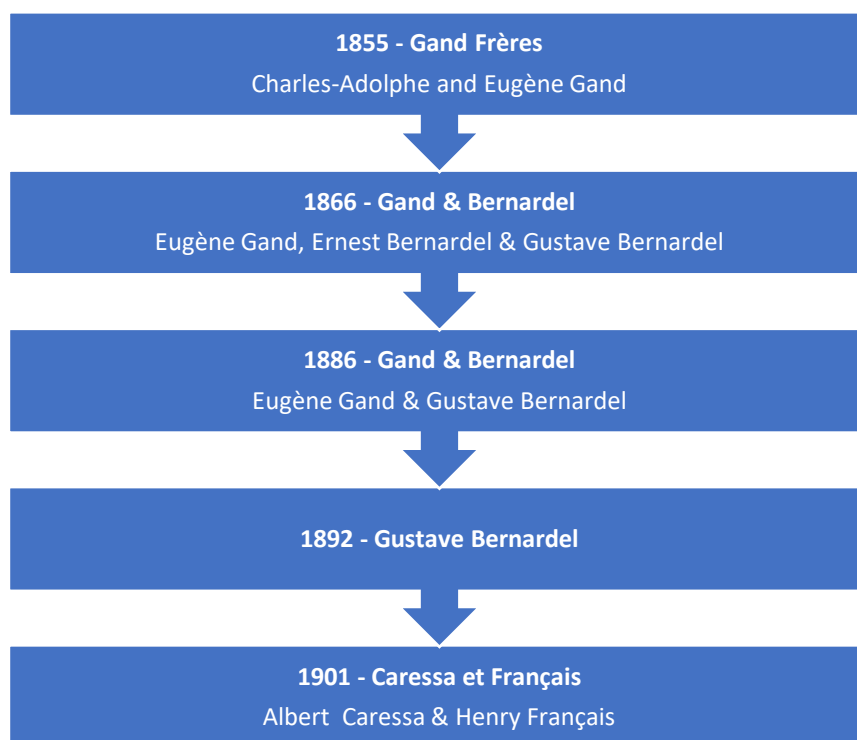 1855 - Gand Frères
Charles-Adolphe and Eugène Gand
1866 - Gand & Bernardel
Eugène Gand, Ernest Bernardel & Gustave Bernardel
1886 - Gand & Bernardel
Eugène Gand & Gustave Bernardel
1892 - Gustave Bernardel
1901 - Caressa et Français
Albert  Caressa & Henry Français